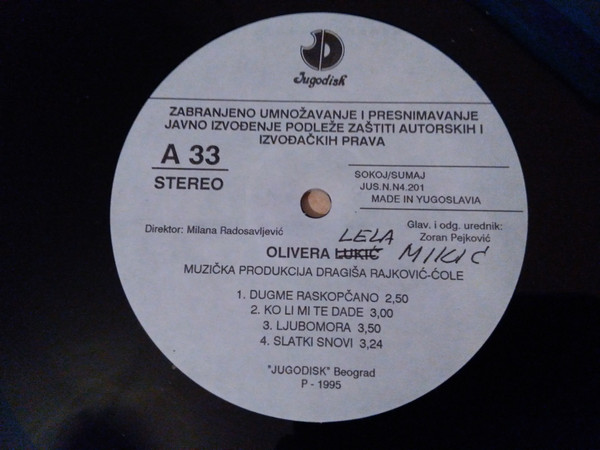 Jugodisk
ZABRANJENO UMNOŽAVANJE I PRESNIMAVANJE
JAVNO IZVOĐENJE PODLEŽE ZAŠTITI AUTORSKIH I
IZVOĐAČKIH PRAVA
A 33
STEREO
SOKOJ/SUMAJ
JUS.N.N4.201
MADE IN YUGOSLAVIA
Direktor: Milana Radosavljević
Glav. i odg. urednik:
Zoran Pejković
LELA
OLIVERA LUKIĆ MIKIĆ
MUZIČKA PRODUKCIJA DRAGIŠA RAJKOVIĆ-ĆOLE
1. DUGME RASKOPČANO 2,50
2. KO LI MI TE DADE 3,00
3. LJUBOMORA 3,50
4. SLATKI SNOVI 3,24
"JUGODISK" Beograd
P - 1995